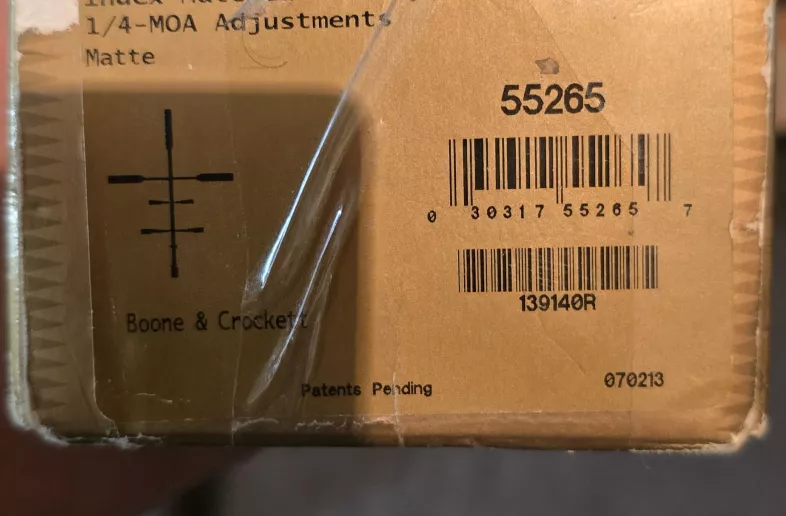 1/4-MOA Adjustments
Matte
55265
0 30317 55265 7
139140R
Boone & Crockett
Patents Pending
070213